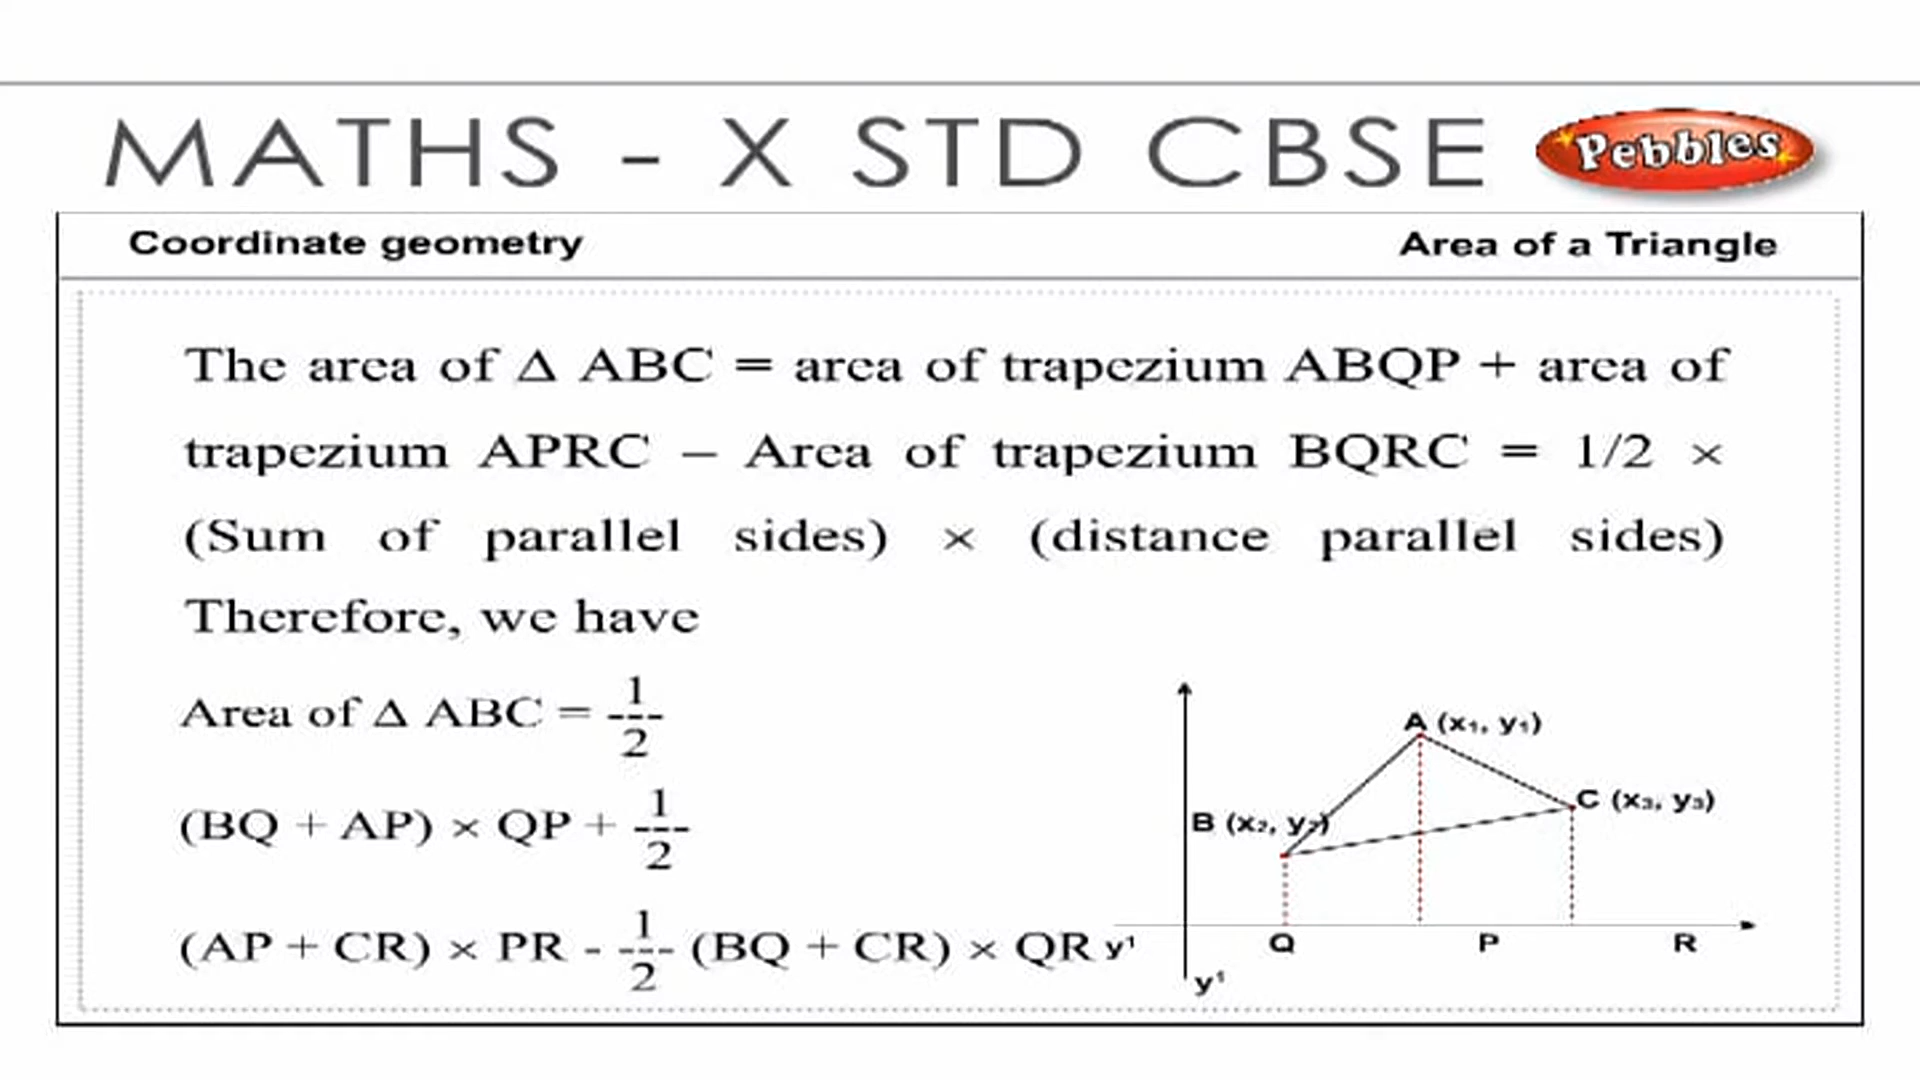 MATHS - X STD CBSE
Pebbles
Coordinate geometry
Area of a Triangle
The area of Δ ABC = area of trapezium ABQP + area of
trapezium APRC – Area of trapezium BQRC = 1/2 ×
(Sum of parallel sides) × (distance parallel sides)
Therefore, we have
Area of Δ ABC = 1/2
(BQ + AP) × QP + 1/2
(AP + CR) × PR - 1/2 (BQ + CR) × QR
A (x₁, y₁)
C (x₃, y₃)
B (x₂, y₂)
y¹
Q P R
y¹